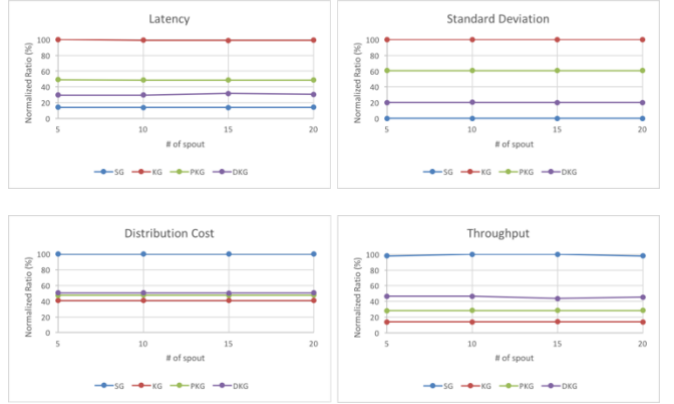 Latency
Normalized Ratio (%)
100
80
60
40
20
0
5 10 15 20
# of spout
SG KG PKG DKG
Standard Deviation
Normalized Ratio (%)
100
80
60
40
20
0
5 10 15 20
# of spout
SG KG PKG DKG
Distribution Cost
Normalized Ratio (%)
100
80
60
40
20
0
5 10 15 20
# of spout
SG KG PKG DKG
Throughput
Normalized Ratio (%)
100
80
60
40
20
0
5 10 15 20
# of spout
SG KG PKG DKG